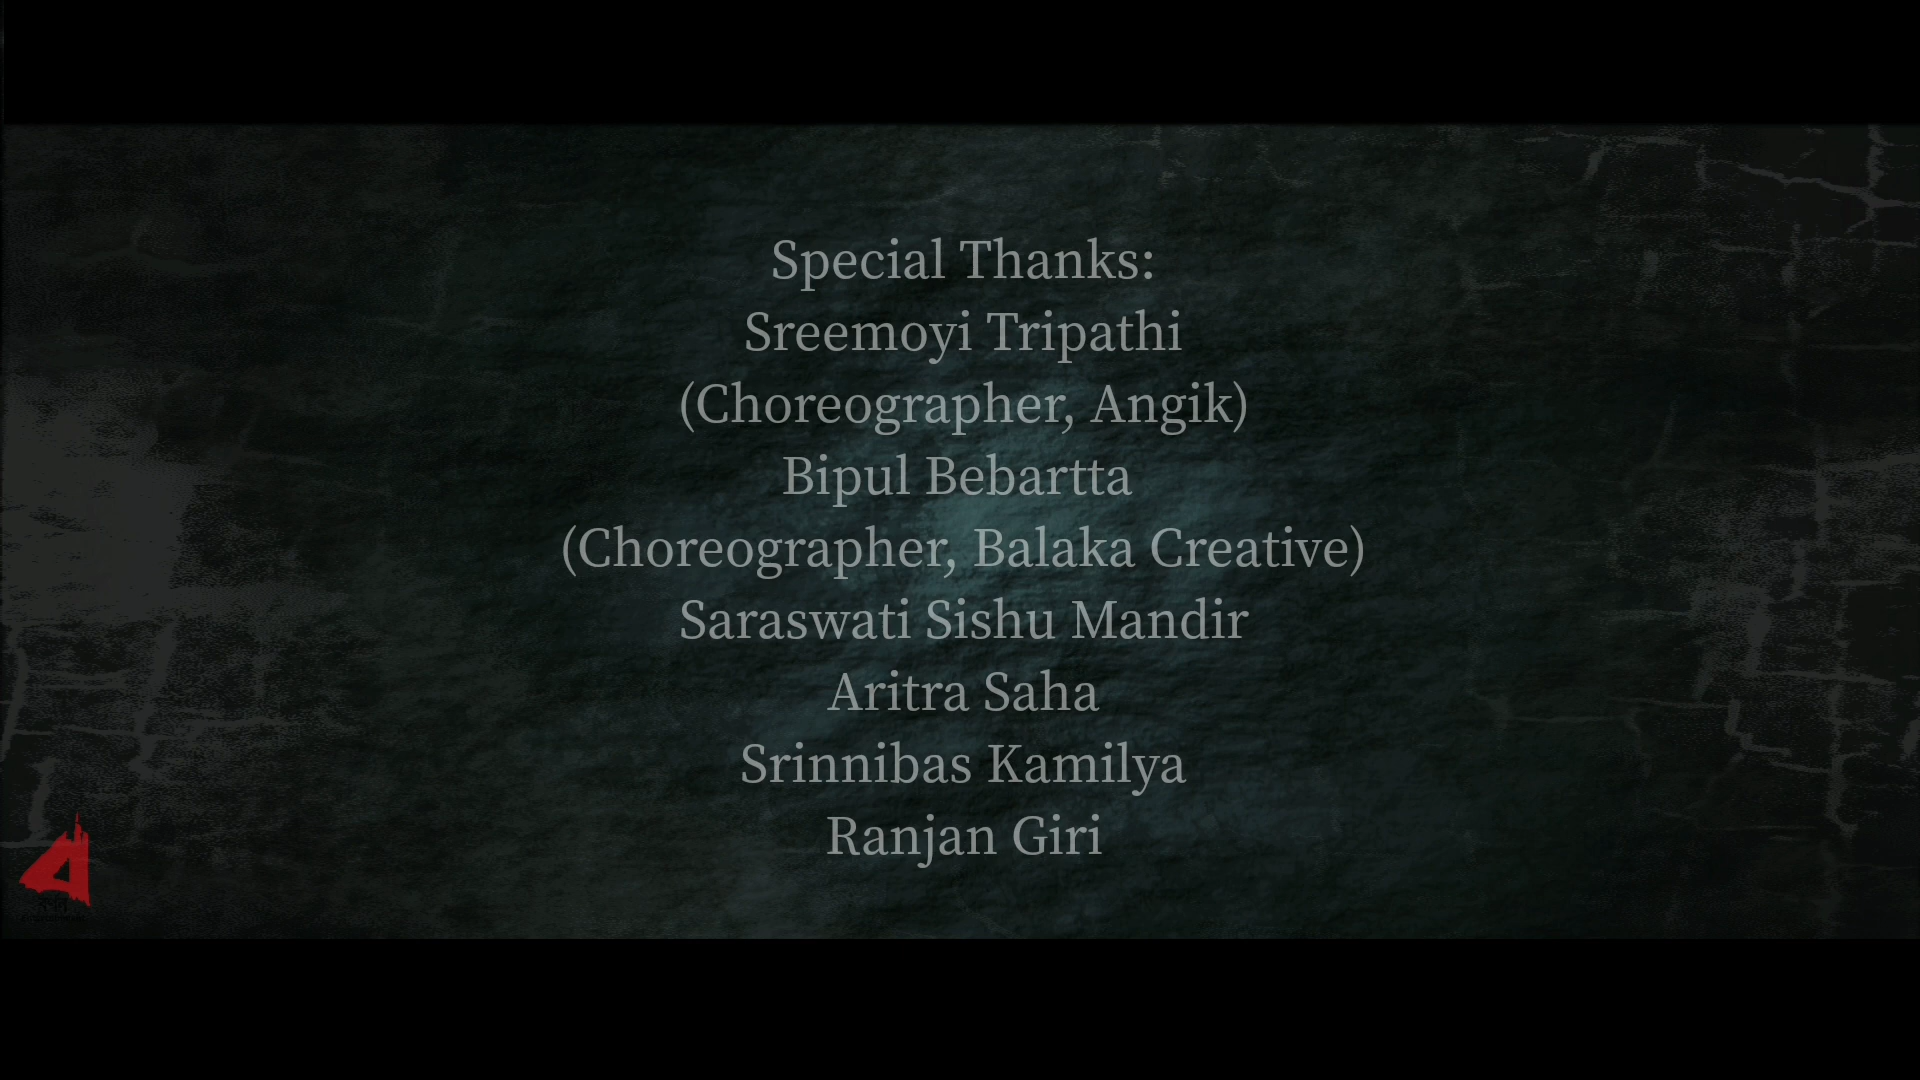 Special Thanks:
Sreemoyi Tripathi
(Choreographer, Angik)
Bipul Bebartta
(Choreographer, Balaka Creative)
Saraswati Sishu Mandir
Aritra Saha
Srinnibas Kamilya
Ranjan Giri